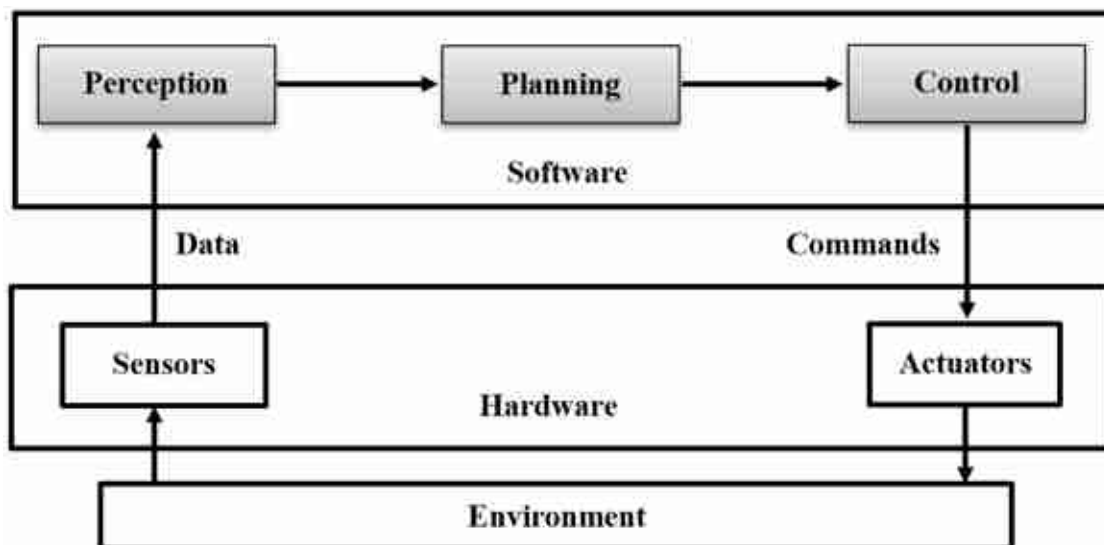 Perception
Planning
Control
Software
Data
Commands
Sensors
Actuators
Hardware
Environment